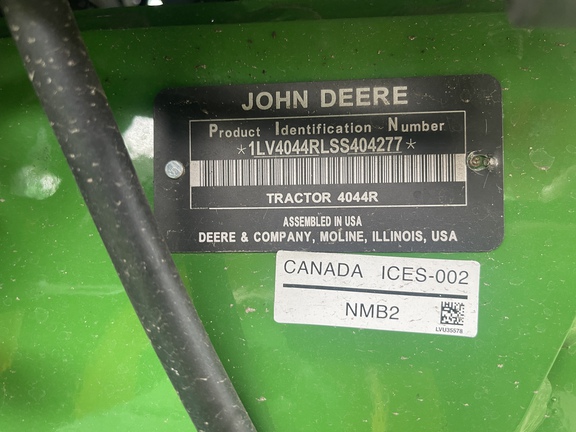 JOHN DEERE
Product Identification Number
*1LV4044RLSS404277*
TRACTOR 4044R
ASSEMBLED IN USA
DEERE & COMPANY, MOLINE, ILLINOIS, USA
CANADA ICES-002
NMB2
LVU35578